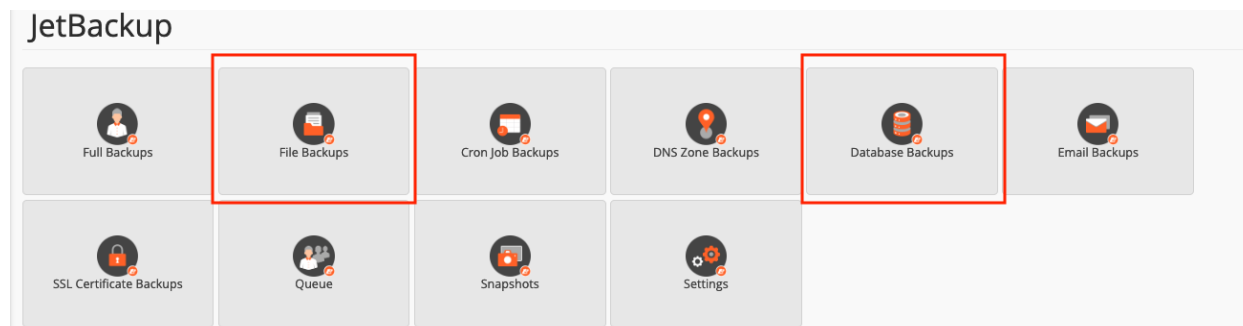 JetBackup
Full Backups
File Backups
Cron Job Backups
DNS Zone Backups
Database Backups
Email Backups
SSL Certificate Backups
Queue
Snapshots
Settings